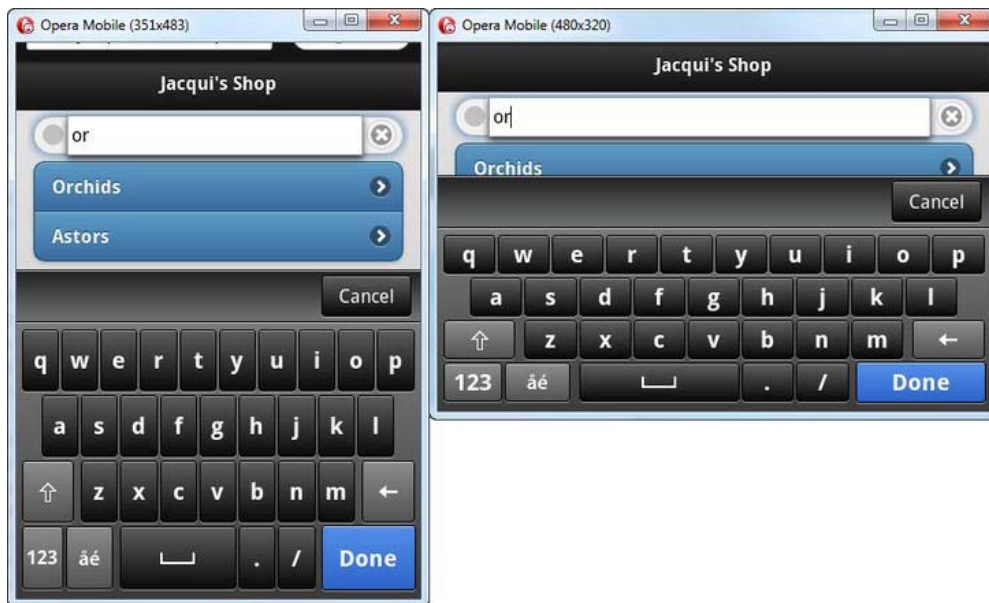 Opera Mobile (351x483)
Jacqui's Shop
or
Orchids
Astors
Cancel
q w e r t y u i o p
a s d f g h j k l
z x c v b n m
123 åé . / Done
Opera Mobile (480x320)
Jacqui's Shop
or
Orchids
Cancel
q w e r t y u i o p
a s d f g h j k l
z x c v b n m
123 åé . / Done